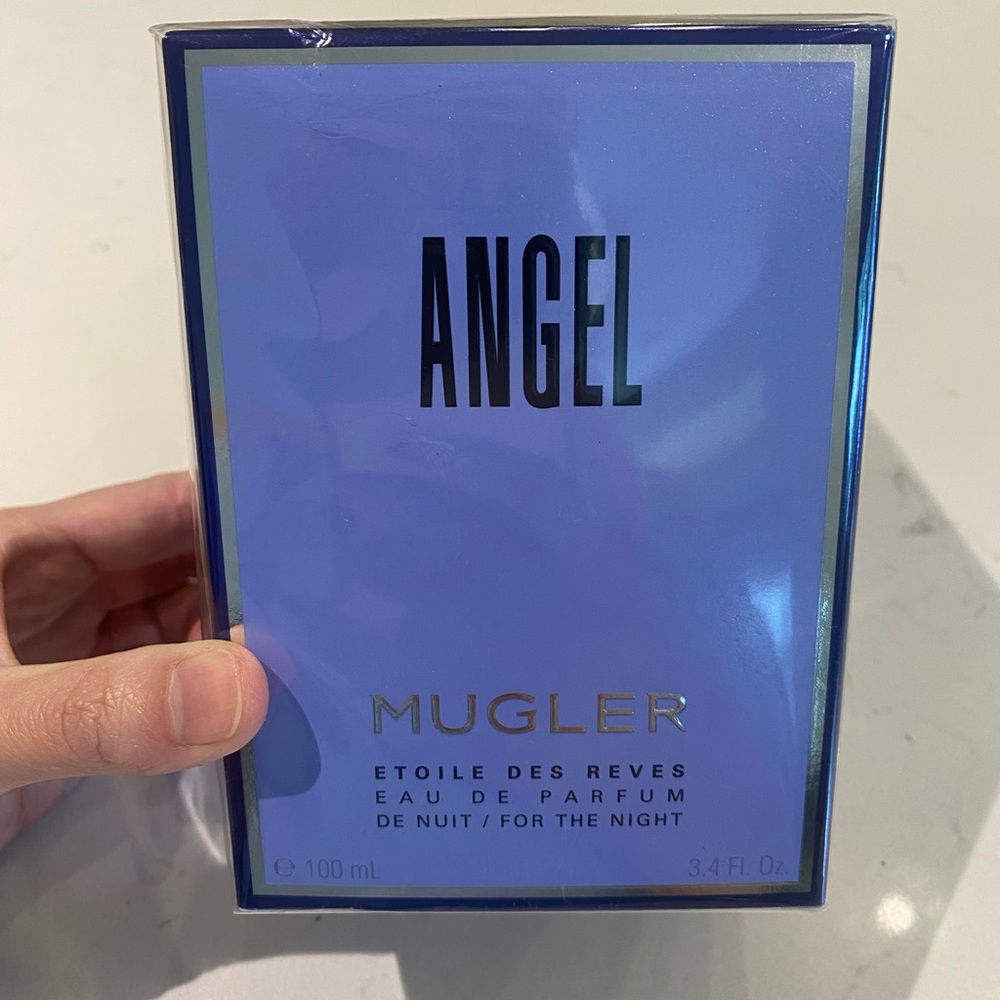 ANGEL
MUGLER
ETOILE DES REVES
EAU DE PARFUM
DE NUIT / FOR THE NIGHT
℮ 100 mL 3.4 Fl. Oz.